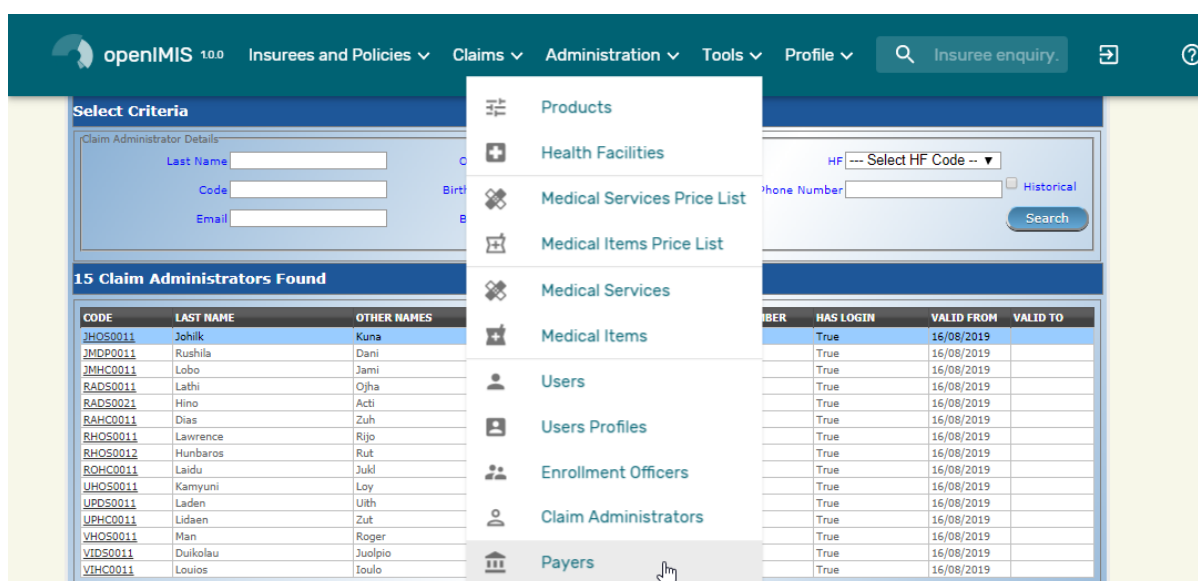 openIMIS 1.0.0 Insurees and Policies Claims Administration Tools Profile Insuree enquiry.
Select Criteria
Claim Administrator Details
Last Name
HF --- Select HF Code --
Code
Phone Number
Historical
Email
Search
Products
Health Facilities
Medical Services Price List
Medical Items Price List
Medical Services
Medical Items
Users
Users Profiles
Enrollment Officers
Claim Administrators
Payers
15 Claim Administrators Found
CODE LAST NAME OTHER NAMES HAS LOGIN VALID FROM VALID TO
JHOS0011 Johilk Kuna True 16/08/2019
JMDP0011 Rushila Dani True 16/08/2019
JMHC0011 Lobo Jami True 16/08/2019
RADS0011 Lathi Ojha True 16/08/2019
RADS0021 Hino Acti True 16/08/2019
RAHC0011 Dias Zuh True 16/08/2019
RHOS0011 Lawrence Rijo True 16/08/2019
RHOS0012 Hunbaros Rut True 16/08/2019
ROHC0011 Laidu Jukl True 16/08/2019
UHOS0011 Kamyuni Loy True 16/08/2019
UPDS0011 Laden Uith True 16/08/2019
UPHC0011 Lidaen Zut True 16/08/2019
VHOS0011 Man Roger True 16/08/2019
VIDS0011 Duikolau Juolpio True 16/08/2019
VIHC0011 Louios Ioulo True 16/08/2019